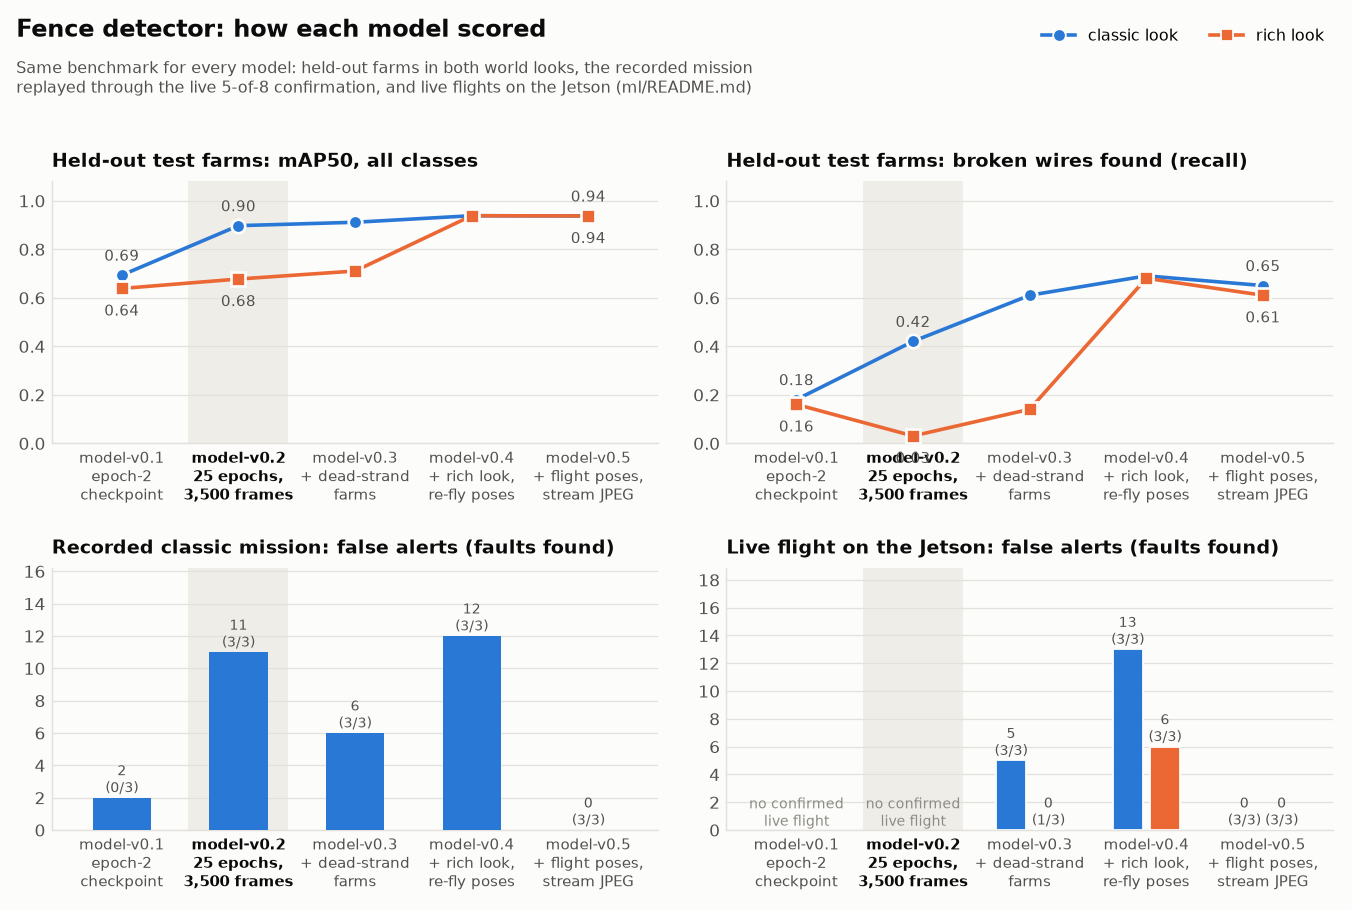 Fence detector: how each model scored
classic look
rich look
Same benchmark for every model: held-out farms in both world looks, the recorded mission
replayed through the live 5-of-8 confirmation, and live flights on the Jetson (ml/README.md)
Held-out test farms: mAP50, all classes
1.0
0.8
0.6
0.4
0.2
0.0
0.69
0.64
0.90
0.68
0.94
0.94
model-v0.1
epoch-2
checkpoint
model-v0.2
25 epochs,
3,500 frames
model-v0.3
+ dead-strand
farms
model-v0.4
+ rich look,
re-fly poses
model-v0.5
+ flight poses,
stream JPEG
Held-out test farms: broken wires found (recall)
1.0
0.8
0.6
0.4
0.2
0.0
0.18
0.16
0.42
0.03
0.65
0.61
model-v0.1
epoch-2
checkpoint
model-v0.2
25 epochs,
3,500 frames
model-v0.3
+ dead-strand
farms
model-v0.4
+ rich look,
re-fly poses
model-v0.5
+ flight poses,
stream JPEG
Recorded classic mission: false alerts (faults found)
16
14
12
10
8
6
4
2
0
2
(0/3)
11
(3/3)
6
(3/3)
12
(3/3)
0
(3/3)
model-v0.1
epoch-2
checkpoint
model-v0.2
25 epochs,
3,500 frames
model-v0.3
+ dead-strand
farms
model-v0.4
+ rich look,
re-fly poses
model-v0.5
+ flight poses,
stream JPEG
Live flight on the Jetson: false alerts (faults found)
18
16
14
12
10
8
6
4
2
0
no confirmed
live flight
no confirmed
live flight
5
(3/3)
0
(1/3)
13
(3/3)
6
(3/3)
0
(3/3)
0
(3/3)
model-v0.1
epoch-2
checkpoint
model-v0.2
25 epochs,
3,500 frames
model-v0.3
+ dead-strand
farms
model-v0.4
+ rich look,
re-fly poses
model-v0.5
+ flight poses,
stream JPEG